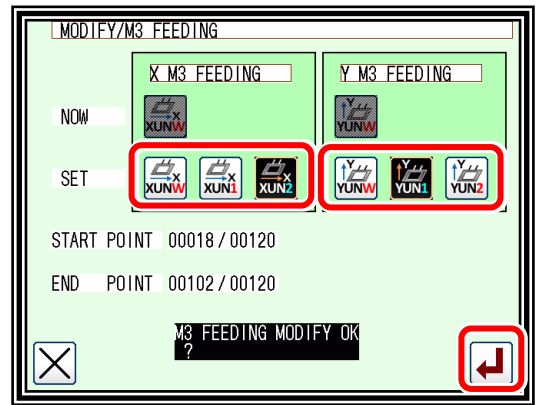 MODIFY/M3 FEEDING
X M3 FEEDING Y M3 FEEDING
NOW X XUNW Y YUNW
SET X XUNW X XUN1 X XUN2 Y YUNW Y YUN1 Y YUN2
START POINT 00018/00120
END POINT 00102/00120
M3 FEEDING MODIFY OK
?